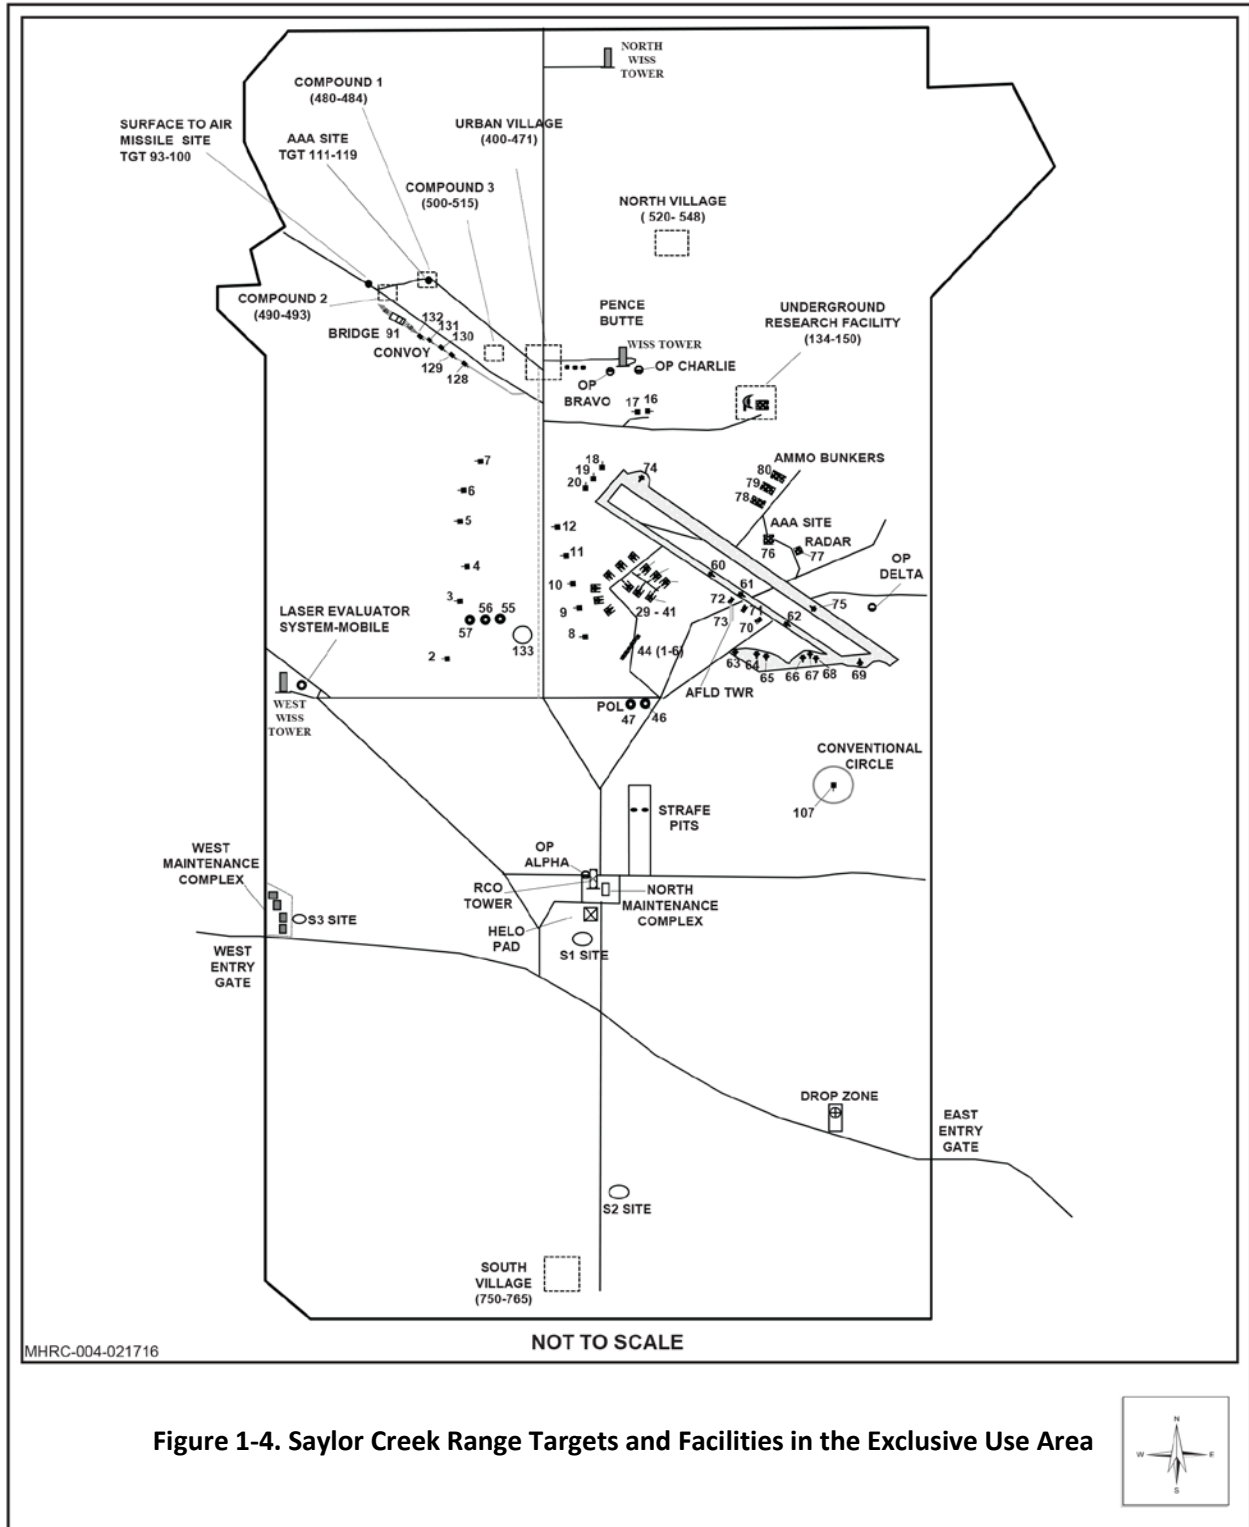 NORTH
WISS
TOWER
COMPOUND 1
(480-484)
SURFACE TO AIR
MISSILE SITE
TGT 93-100
AAA SITE
TGT 111-119
URBAN VILLAGE
(400-471)
COMPOUND 3
(500-515)
NORTH VILLAGE
( 520- 548)
COMPOUND 2
(490-493)
BRIDGE 91
CONVOY
132
131
130
129
128
PENCE
BUTTE
WISS TOWER
UNDERGROUND
RESEARCH FACILITY
(134-150)
OP CHARLIE
OP
BRAVO
17
16
7
6
5
4
3
2
18
19
20
74
80
79
78
AMMO BUNKERS
AAA SITE
76
RADAR
77
OP
DELTA
12
11
10
9
8
29 - 41
60
61
72
71
73
70
62
75
57
56
55
133
44 (1-6)
63
64
65
66
67
68
69
AFLD TWR
LASER EVALUATOR
SYSTEM-MOBILE
WEST
WISS
TOWER
POL
47
46
CONVENTIONAL
CIRCLE
107
STRAFE
PITS
WEST
MAINTENANCE
COMPLEX
OP
ALPHA
RCO
TOWER
NORTH
MAINTENANCE
COMPLEX
S3 SITE
HELO
PAD
S1 SITE
WEST
ENTRY
GATE
DROP ZONE
EAST
ENTRY
GATE
S2 SITE
SOUTH
VILLAGE
(750-765)
NOT TO SCALE
MHRC-004-021716
Figure 1-4. Saylor Creek Range Targets and Facilities in the Exclusive Use Area
N
W
E
S